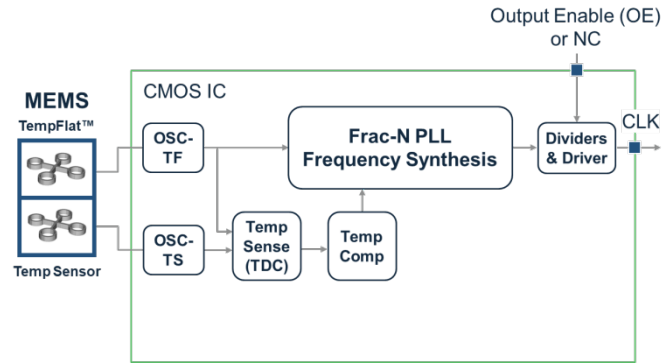 Output Enable (OE)
or NC
MEMS
TempFlat™
CMOS IC
CLK
OSC-
TF
Frac-N PLL
Frequency Synthesis
Dividers
& Driver
OSC-
TS
Temp
Sense
(TDC)
Temp
Comp
Temp Sensor